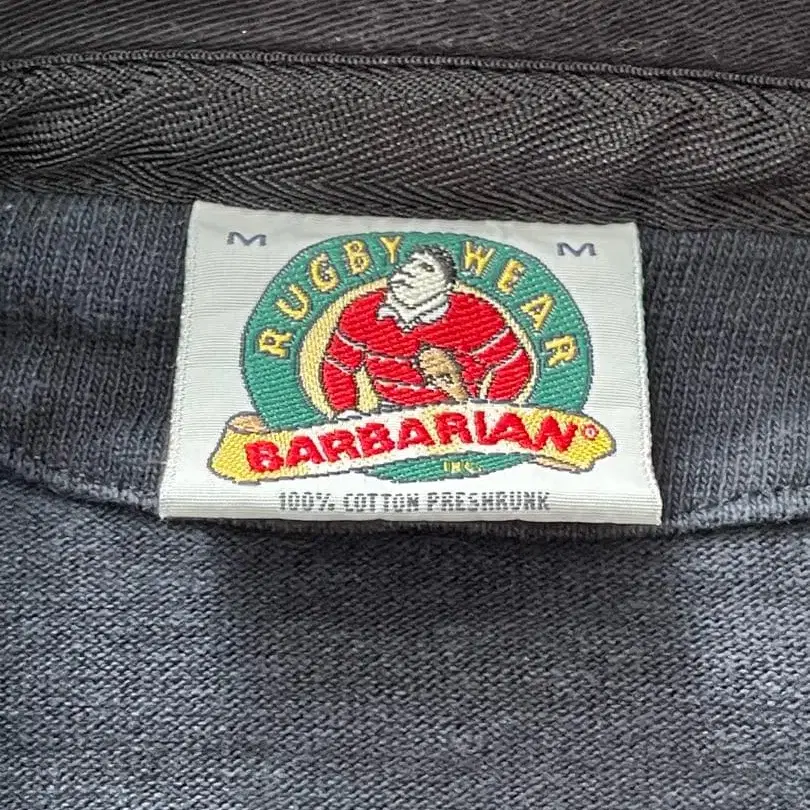 M M
RUGBY WEAR
BARBARIAN®
INC.
100% COTTON PRESHRUNK